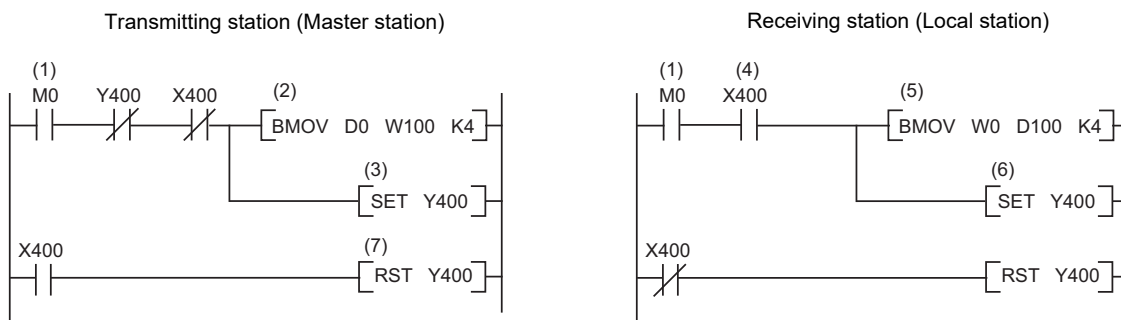 Transmitting station (Master station)
(1)
M0 Y400 X400 (2)
BMOV D0 W100 K4
(3)
SET Y400
X400 (7)
RST Y400
Receiving station (Local station)
(1) (4)
M0 X400 (5)
BMOV W0 D100 K4
(6)
SET Y400
X400
RST Y400